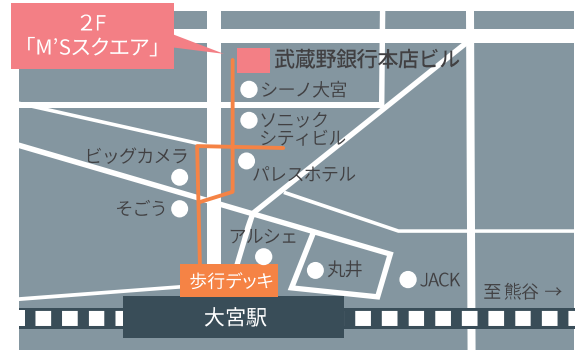 2F
「M'Sスクエア」
武蔵野銀行本店ビル
シーノ大宮
ソニック
シティビル
ビッグカメラ
パレスホテル
そごう
アルシェ
丸井
JACK
歩行デッキ
至 熊谷 →
大宮駅